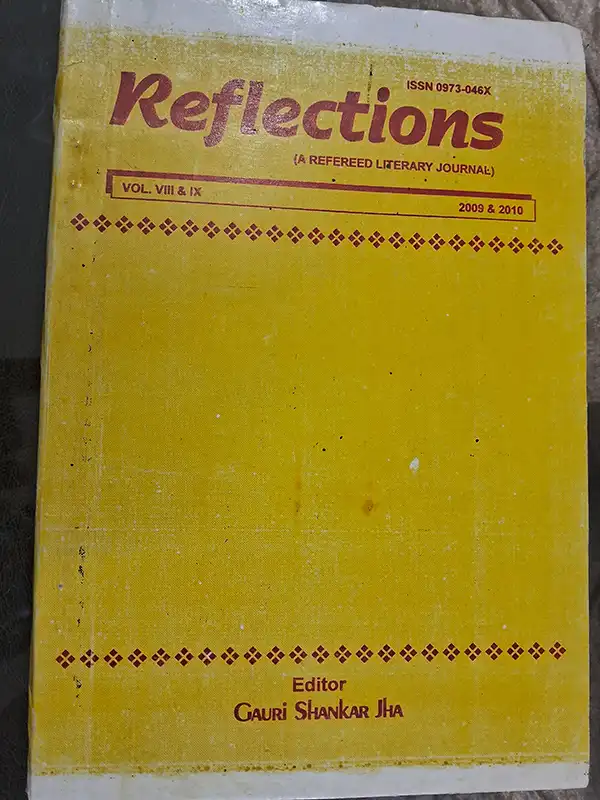 ISSN 0973-046X
Reflections
(A REFEREED LITERARY JOURNAL)
VOL. VIII & IX
2009 & 2010
Editor
GAURI SHANKAR JHA